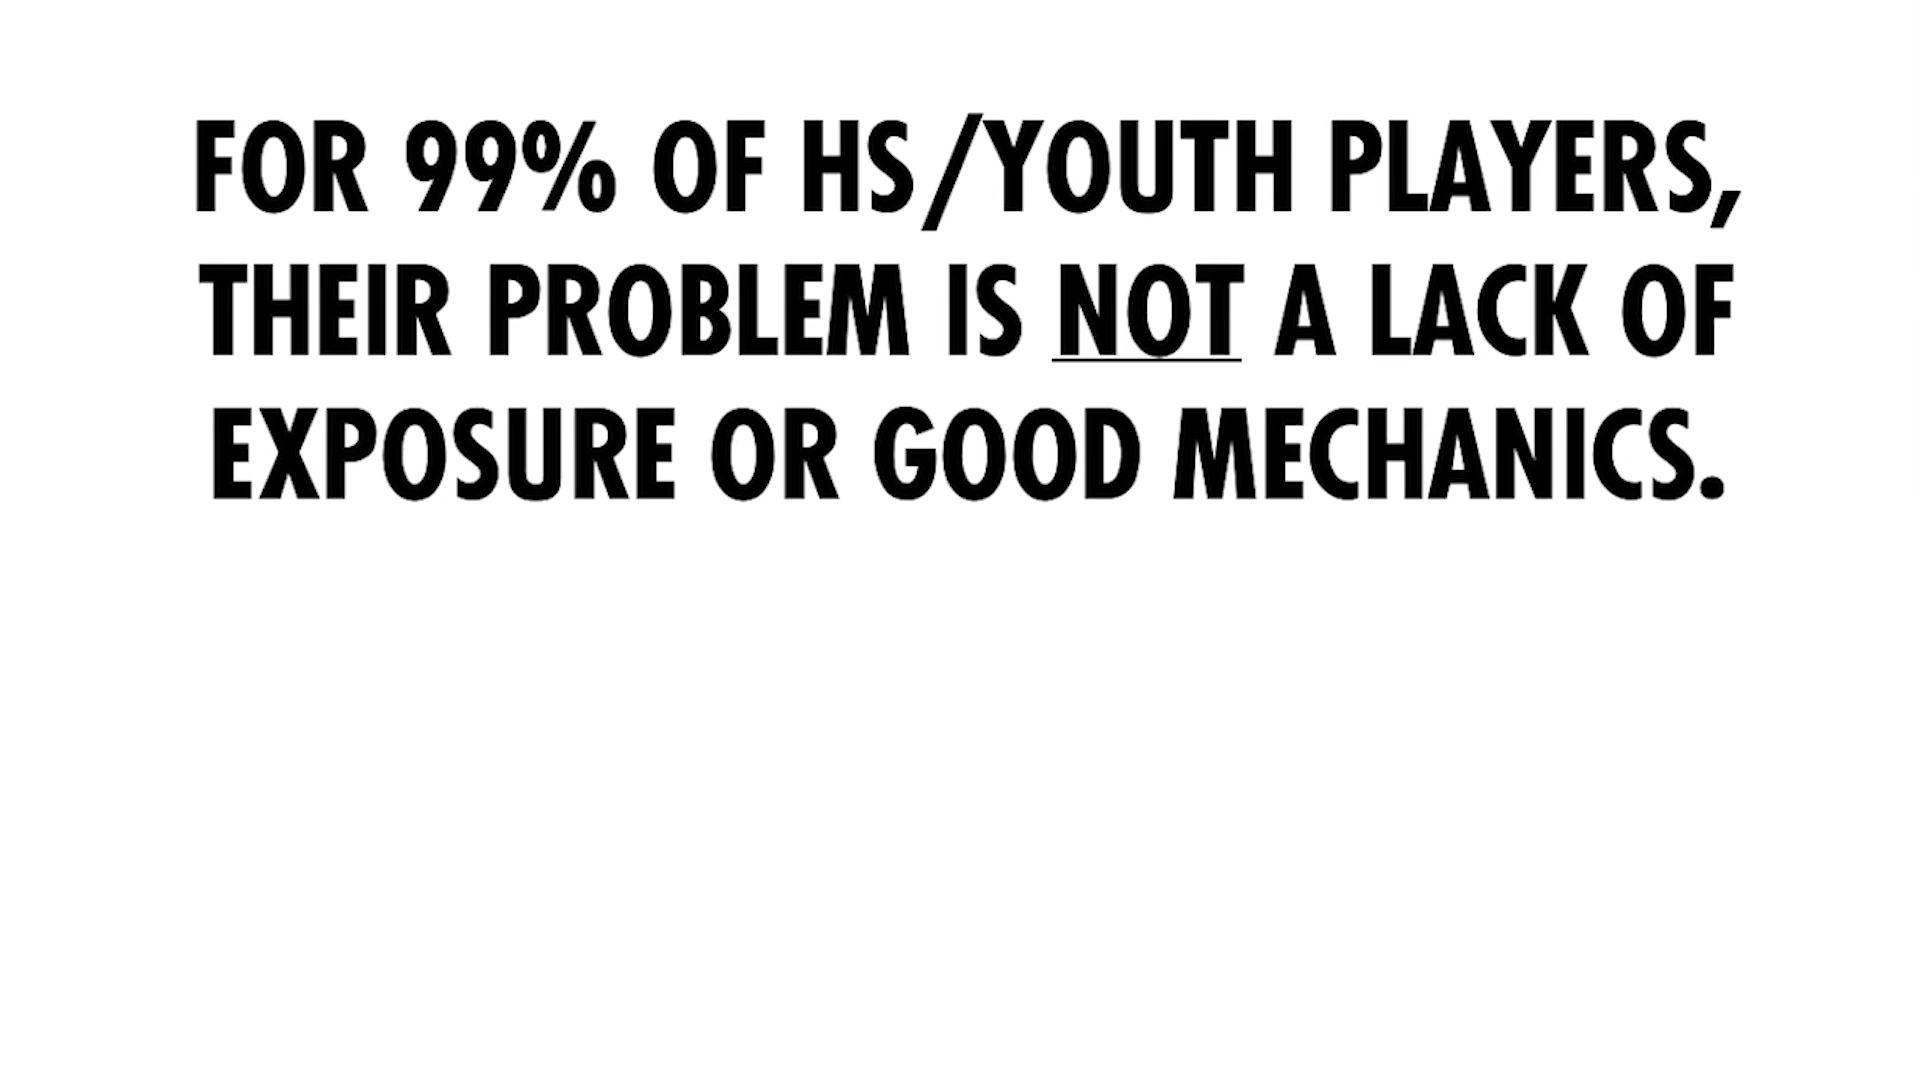 FOR 99% OF HS/YOUTH PLAYERS,
THEIR PROBLEM IS NOT A LACK OF
EXPOSURE OR GOOD MECHANICS.